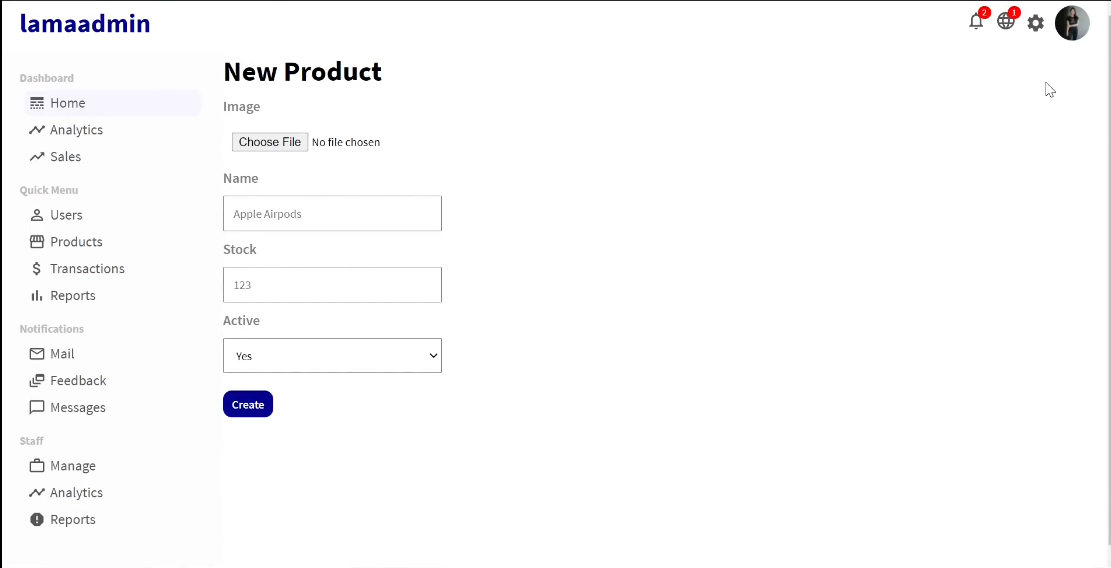 lamaadmin
2
1
Dashboard
Home
Analytics
Sales
Quick Menu
Users
Products
Transactions
Reports
Notifications
Mail
Feedback
Messages
Staff
Manage
Analytics
Reports
New Product
Image
Choose File No file chosen
Name
Apple Airpods
Stock
123
Active
Yes
Create